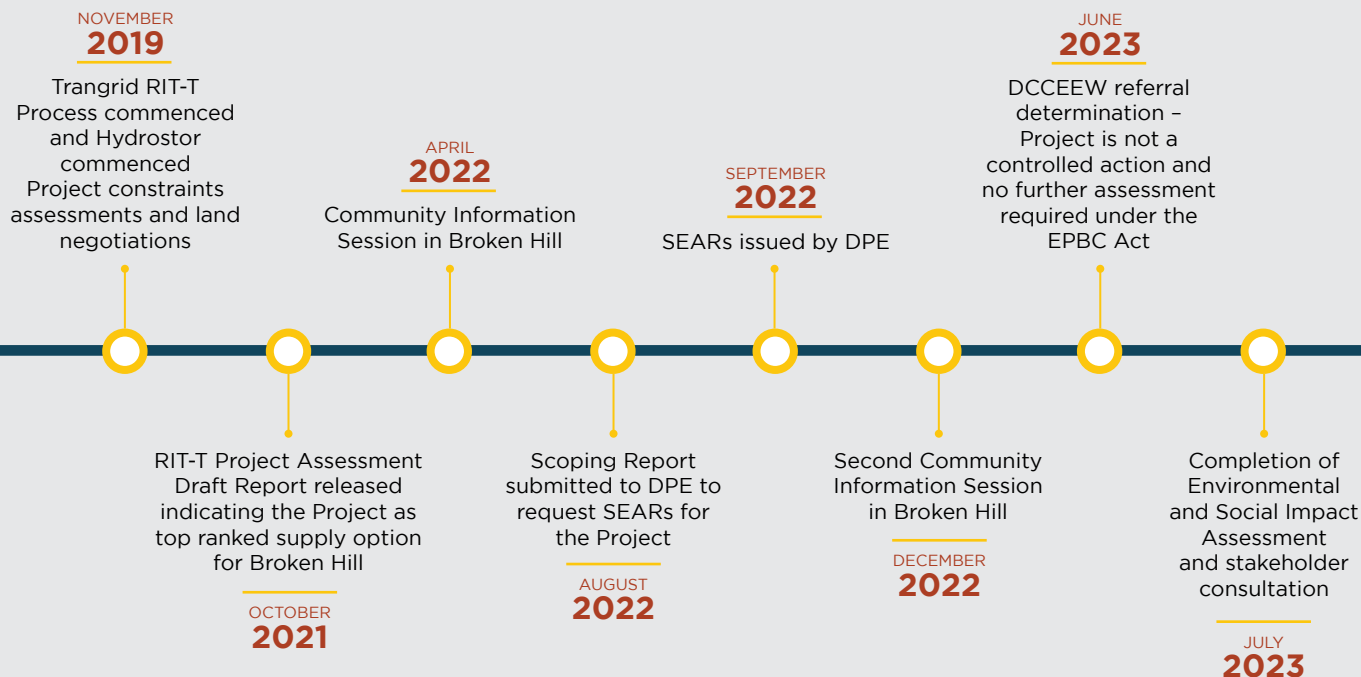 NOVEMBER
2019
Trangrid RIT-T
Process commenced
and Hydrostor
commenced
Project constraints
assessments and land
negotiations
RIT-T Project Assessment
Draft Report released
indicating the Project as
top ranked supply option
for Broken Hill
OCTOBER
2021
APRIL
2022
Community Information
Session in Broken Hill
Scoping Report
submitted to DPE to
request SEARs for
the Project
AUGUST
2022
SEPTEMBER
2022
SEARs issued by DPE
Second Community
Information Session
in Broken Hill
DECEMBER
2022
JUNE
2023
DCCEEW referral
determination –
Project is not a
controlled action and
no further assessment
required under the
EPBC Act
Completion of
Environmental
and Social Impact
Assessment
and stakeholder
consultation
JULY
2023